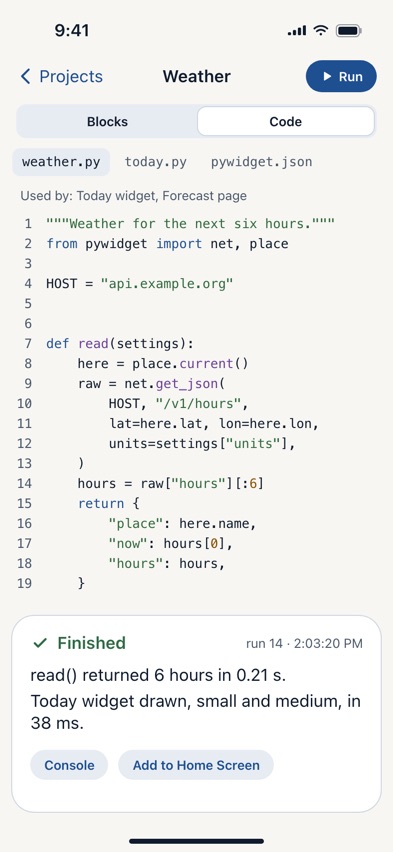 9:41
Projects
Weather
Run
Blocks
Code
weather.py
today.py
pywidget.json
Used by: Today widget, Forecast page
1 """Weather for the next six hours."""
2 from pywidget import net, place
3
4 HOST = "api.example.org"
5
6
7 def read(settings):
8     here = place.current()
9     raw = net.get_json(
10         HOST, "/v1/hours",
11         lat=here.lat, lon=here.lon,
12         units=settings["units"],
13     )
14     hours = raw["hours"][:6]
15     return {
16         "place": here.name,
17         "now": hours[0],
18         "hours": hours,
19     }
Finished
run 14 · 2:03:20 PM
read() returned 6 hours in 0.21 s.
Today widget drawn, small and medium, in
38 ms.
Console
Add to Home Screen